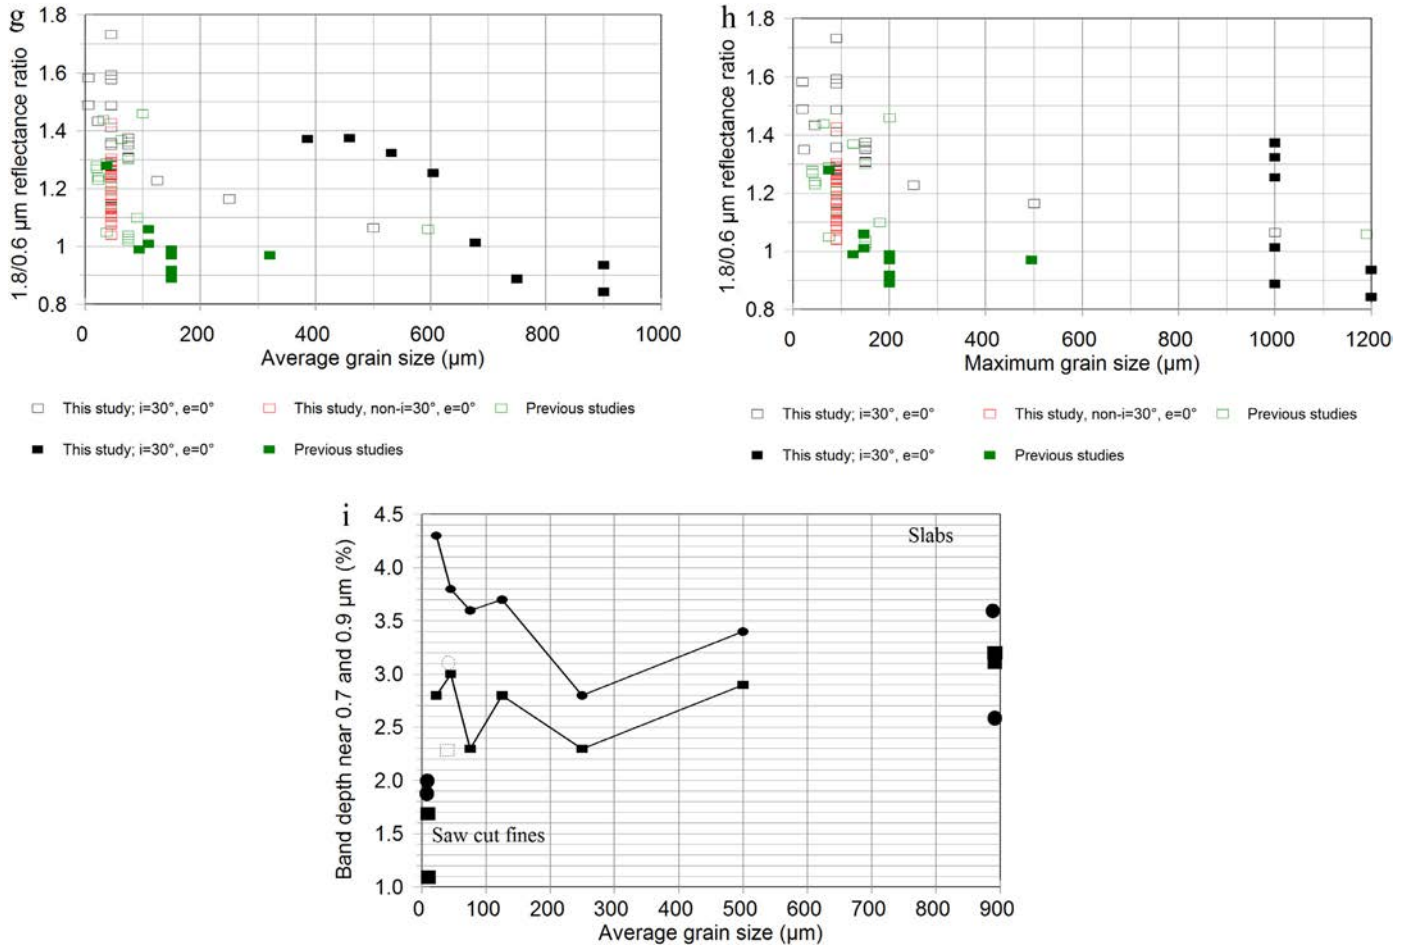 g
1.8/0.6 µm reflectance ratio
1.8
1.6
1.4
1.2
1
0.8
0 200 400 600 800 1000
Average grain size (µm)
This study; i=30°, e=0° This study, non-i=30°, e=0° Previous studies
This study; i=30°, e=0° Previous studies
h
1.8/0.6 µm reflectance ratio
1.8
1.6
1.4
1.2
1
0.8
0 200 400 600 800 1000 1200
Maximum grain size (µm)
This study; i=30°, e=0° This study, non-i=30°, e=0° Previous studies
This study; i=30°, e=0° Previous studies
i
Band depth near 0.7 and 0.9 µm (%)
4.5
4.0
3.5
3.0
2.5
2.0
1.5
1.0
Slabs
Saw cut fines
0 100 200 300 400 500 600 700 800 900
Average grain size (µm)